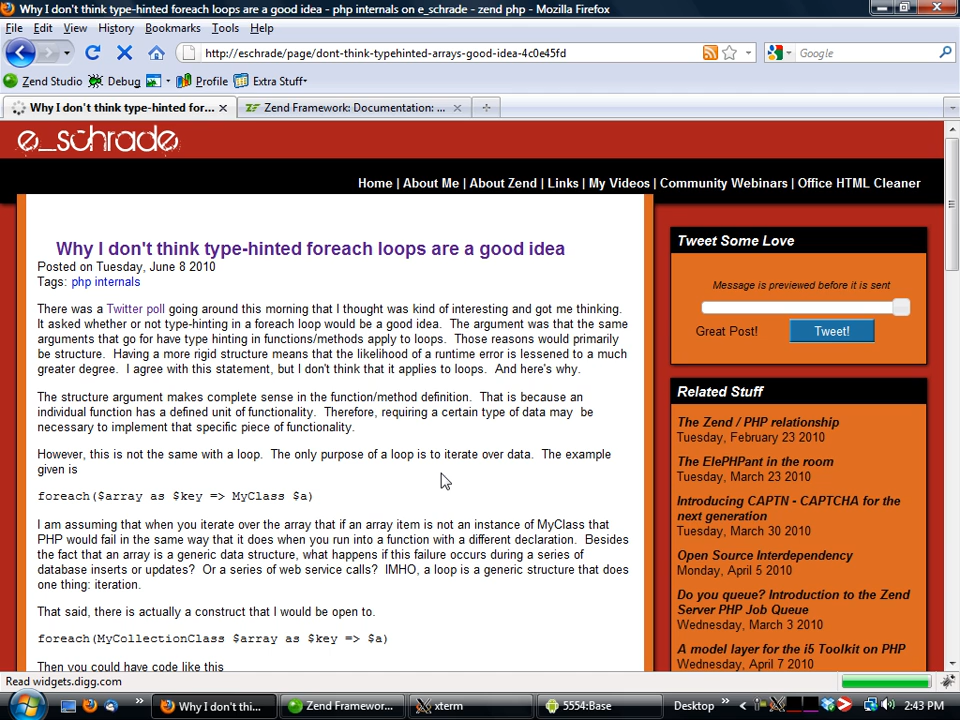 Why I don't think type-hinted foreach loops are a good idea - php internals on e_schrade - zend php - Mozilla Firefox
File Edit View History Bookmarks Tools Help
http://eschrade/page/dont-think-typehinted-arrays-good-idea-4c0e45fd
Google
Zend Studio Debug Profile Extra Stuff*
Why I don't think type-hinted for...
Zend Framework: Documentation: ...
e_schrade
Home | About Me | About Zend | Links | My Videos | Community Webinars | Office HTML Cleaner
Why I don't think type-hinted foreach loops are a good idea
Posted on Tuesday, June 8 2010
Tags: php internals
There was a Twitter poll going around this morning that I thought was kind of interesting and got me thinking.
It asked whether or not type-hinting in a foreach loop would be a good idea. The argument was that the same
arguments that go for have type hinting in functions/methods apply to loops. Those reasons would primarily
be structure. Having a more rigid structure means that the likelihood of a runtime error is lessened to a much
greater degree. I agree with this statement, but I don't think that it applies to loops. And here's why.
The structure argument makes complete sense in the function/method definition. That is because an
individual function has a defined unit of functionality. Therefore, requiring a certain type of data may be
necessary to implement that specific piece of functionality.
However, this is not the same with a loop. The only purpose of a loop is to iterate over data. The example
given is
foreach($array as $key => MyClass $a)
I am assuming that when you iterate over the array that if an array item is not an instance of MyClass that
PHP would fail in the same way that it does when you run into a function with a different declaration. Besides
the fact that an array is a generic data structure, what happens if this failure occurs during a series of
database inserts or updates? Or a series of web service calls? IMHO, a loop is a generic structure that does
one thing: iteration.
That said, there is actually a construct that I would be open to.
foreach(MyCollectionClass $array as $key => $a)
Then you could have code like this
Tweet Some Love
Message is previewed before it is sent
Great Post!
Tweet!
Related Stuff
The Zend / PHP relationship
Tuesday, February 23 2010
The ElePHPant in the room
Tuesday, March 23 2010
Introducing CAPTN - CAPTCHA for the
next generation
Tuesday, March 30 2010
Open Source Interdependency
Monday, April 5 2010
Do you queue? Introduction to the Zend
Server PHP Job Queue
Wednesday, March 3 2010
A model layer for the i5 Toolkit on PHP
Wednesday, April 7 2010
Read widgets.digg.com
Why I don't thi...
Zend Framewor...
xterm
5554:Base
Desktop
2:43 PM